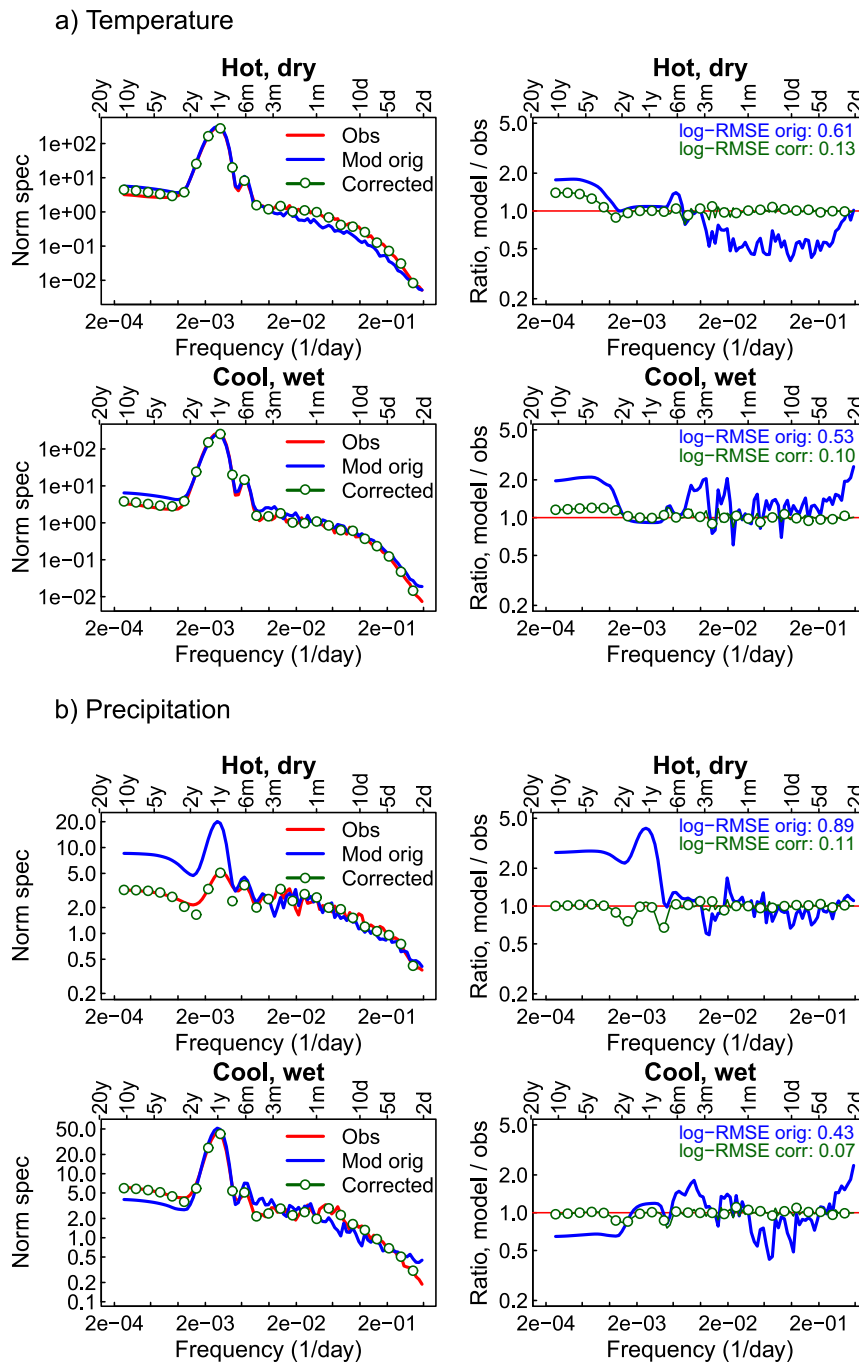 a) Temperature
Hot, dry
20y 10y 5y 2y 1y 6m 3m 1m 10d 2d
Norm spec
1e+02
1e+01
1e+00
1e−01
1e−02
Obs
Mod orig
Corrected
2e−04 2e−03 2e−02 2e−01
Frequency (1/day)
Hot, dry
20y 10y 5y 2y 1y 6m 3m 1m 10d 5d 2d
Ratio, model / obs
5.0
2.0
1.0
0.5
0.2
log−RMSE orig: 0.61
log−RMSE corr: 0.13
2e−04 2e−03 2e−02 2e−01
Frequency (1/day)
Cool, wet
20y 10y 5y 2y 1y 6m 3m 1m 10d 2d
Norm spec
1e+02
1e+01
1e+00
1e−01
1e−02
Obs
Mod orig
Corrected
2e−04 2e−03 2e−02 2e−01
Frequency (1/day)
Cool, wet
20y 10y 5y 2y 1y 6m 3m 1m 10d 5d 2d
Ratio, model / obs
5.0
2.0
1.0
0.5
0.2
log−RMSE orig: 0.53
log−RMSE corr: 0.10
2e−04 2e−03 2e−02 2e−01
Frequency (1/day)
b) Precipitation
Hot, dry
20y 10y 5y 2y 1y 6m 3m 1m 10d 2d
Norm spec
20.0
10.0
5.0
2.0
1.0
0.5
0.2
Obs
Mod orig
Corrected
2e−04 2e−03 2e−02 2e−01
Frequency (1/day)
Hot, dry
20y 10y 5y 2y 1y 6m 3m 1m 10d 5d 2d
Ratio, model / obs
5.0
2.0
1.0
0.5
0.2
log−RMSE orig: 0.89
log−RMSE corr: 0.11
2e−04 2e−03 2e−02 2e−01
Frequency (1/day)
Cool, wet
20y 10y 5y 2y 1y 6m 3m 1m 10d 2d
Norm spec
50.0
20.0
10.0
5.0
2.0
1.0
0.5
0.1
Obs
Mod orig
Corrected
2e−04 2e−03 2e−02 2e−01
Frequency (1/day)
Cool, wet
20y 10y 5y 2y 1y 6m 3m 1m 10d 5d 2d
Ratio, model / obs
5.0
2.0
1.0
0.5
0.2
log−RMSE orig: 0.43
log−RMSE corr: 0.07
2e−04 2e−03 2e−02 2e−01
Frequency (1/day)